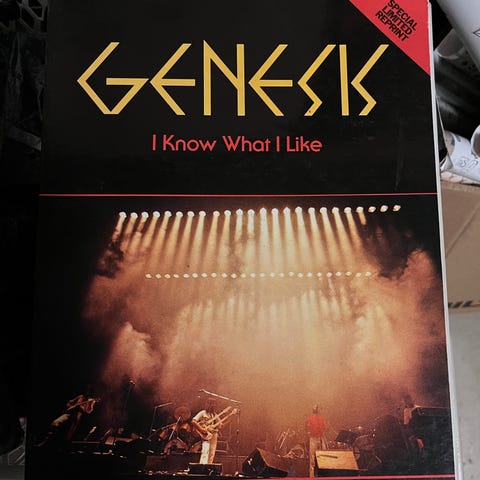 SPECIAL
LIMITED
REPRINT
GENESIS
I Know What I Like